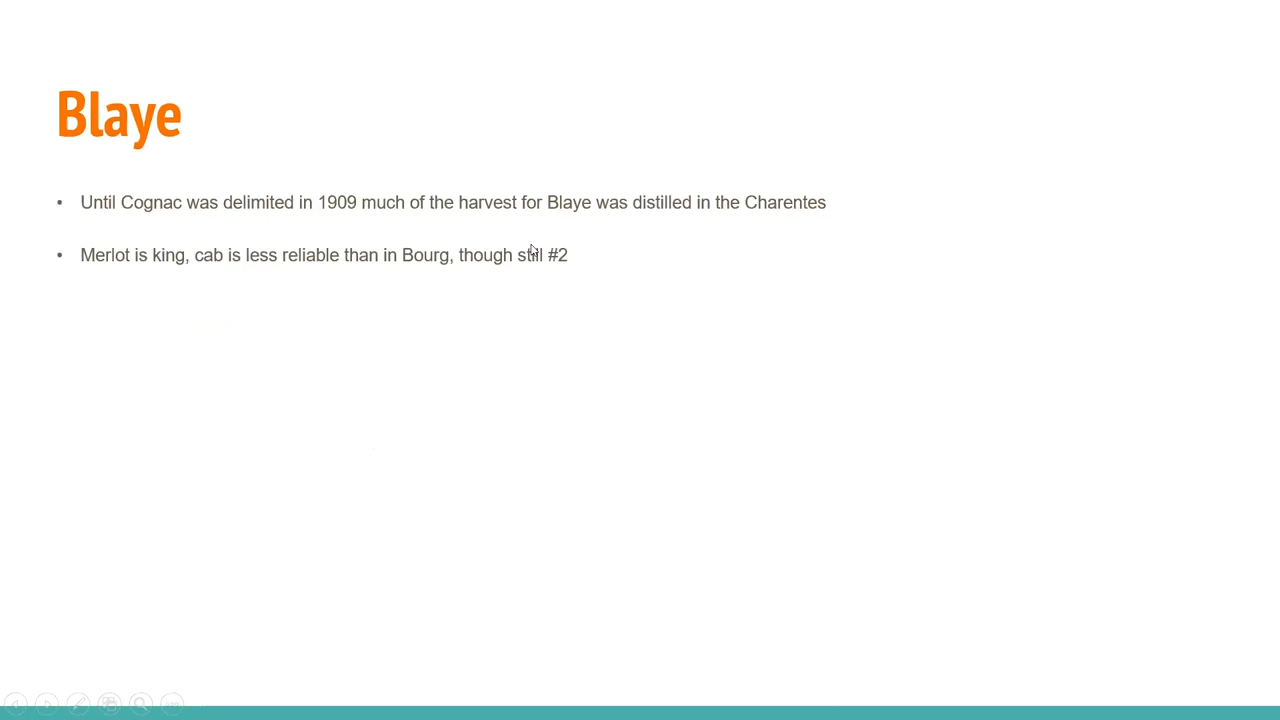 Blaye
• Until Cognac was delimited in 1909 much of the harvest for Blaye was distilled in the Charentes
• Merlot is king, cab is less reliable than in Bourg, though still #2